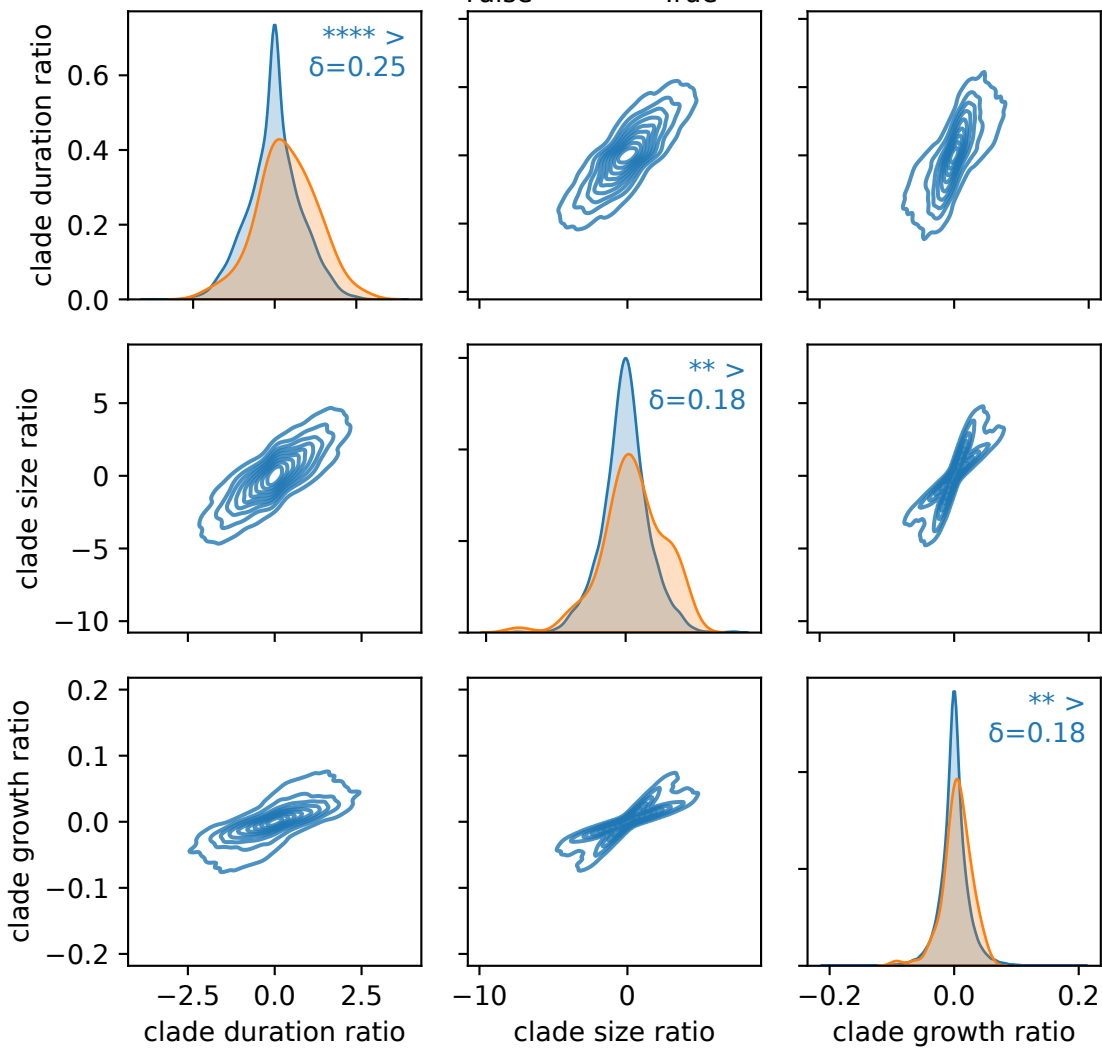 False True
clade duration ratio
0.6
0.4
0.2
0.0
**** >
δ=0.25
clade size ratio
5
0
−5
−10
** >
δ=0.18
clade growth ratio
0.2
0.1
0.0
−0.1
−0.2
** >
δ=0.18
−2.5 0.0 2.5
−10 0
−0.2 0.0 0.2
clade duration ratio
clade size ratio
clade growth ratio